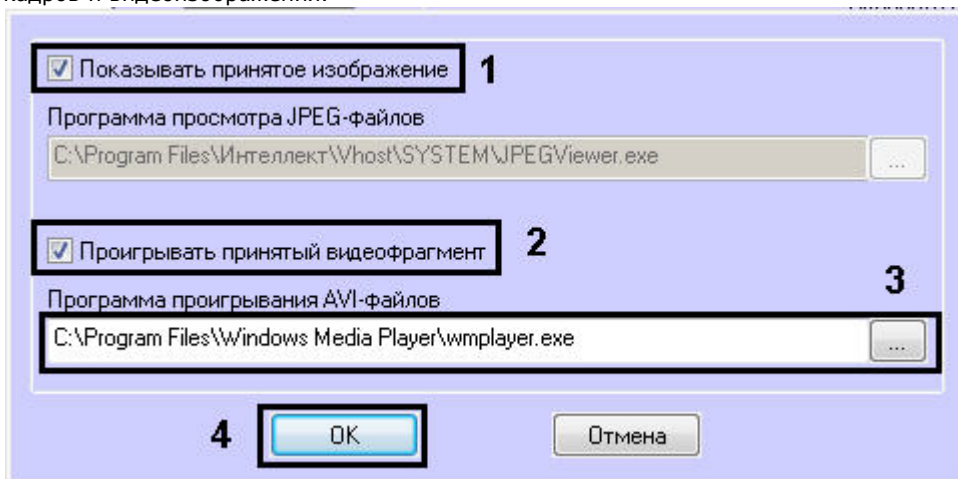 Показывать принятое изображение 1
Программа просмотра JPEG-файлов
C:\Program Files\Интеллект\Vhost\SYSTEM\JPEGViewer.exe ...
Проигрывать принятый видеофрагмент 2
3
Программа проигрывания AVI-файлов
C:\Program Files\Windows Media Player\wmplayer.exe ...
4 OK Отмена